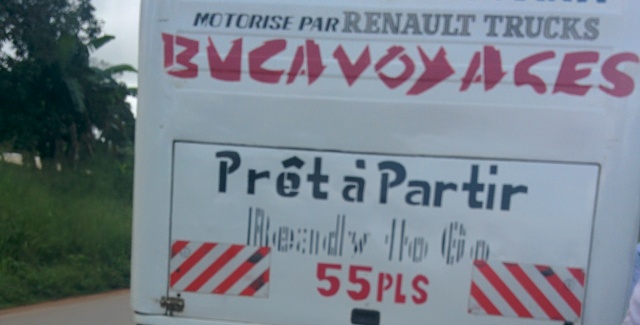 MOTORISE PAR RENAULT TRUCKS
BUCAVOYAGES
Prêt à Partir
Ready to Go
55PLS